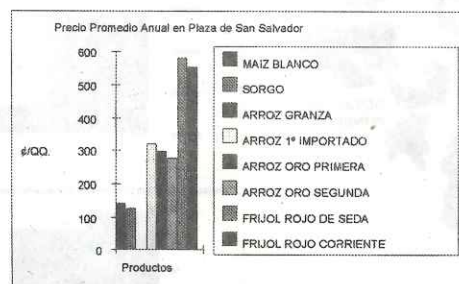 Precio Promedio Anual en Plaza de San Salvador
600
500
400
¢/QQ. 300
200
100
0
Productos
MAIZ BLANCO
SORGO
ARROZ GRANZA
ARROZ 1ª IMPORTADO
ARROZ ORO PRIMERA
ARROZ ORO SEGUNDA
FRIJOL ROJO DE SEDA
FRIJOL ROJO CORRIENTE